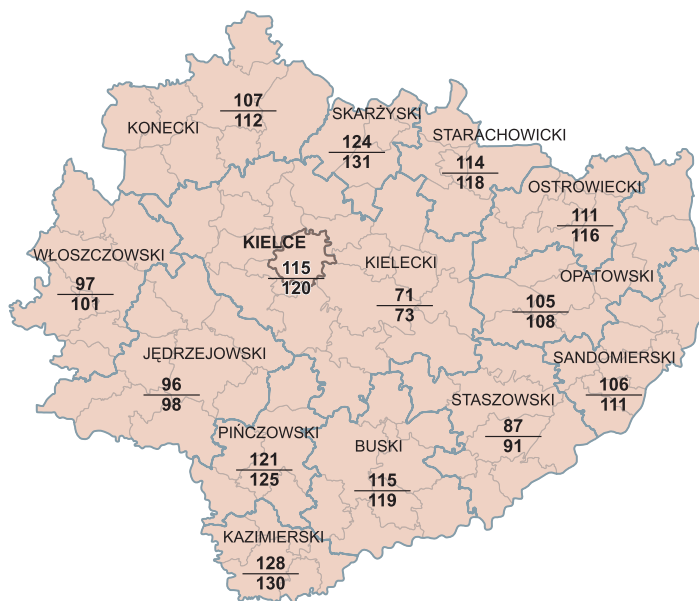 107
112
KONECKI
SKARŻYSKI
124
131
STARACHOWICKI
114
118
OSTROWIECKI
111
116
KIELCE
115
120
WŁOSZCZOWSKI
97
101
KIELECKI
71
73
OPATOWSKI
105
108
JĘDRZEJOWSKI
96
98
SANDOMIERSKI
106
111
STASZOWSKI
87
91
PIŃCZOWSKI
121
125
BUSKI
115
119
KAZIMIERSKI
128
130